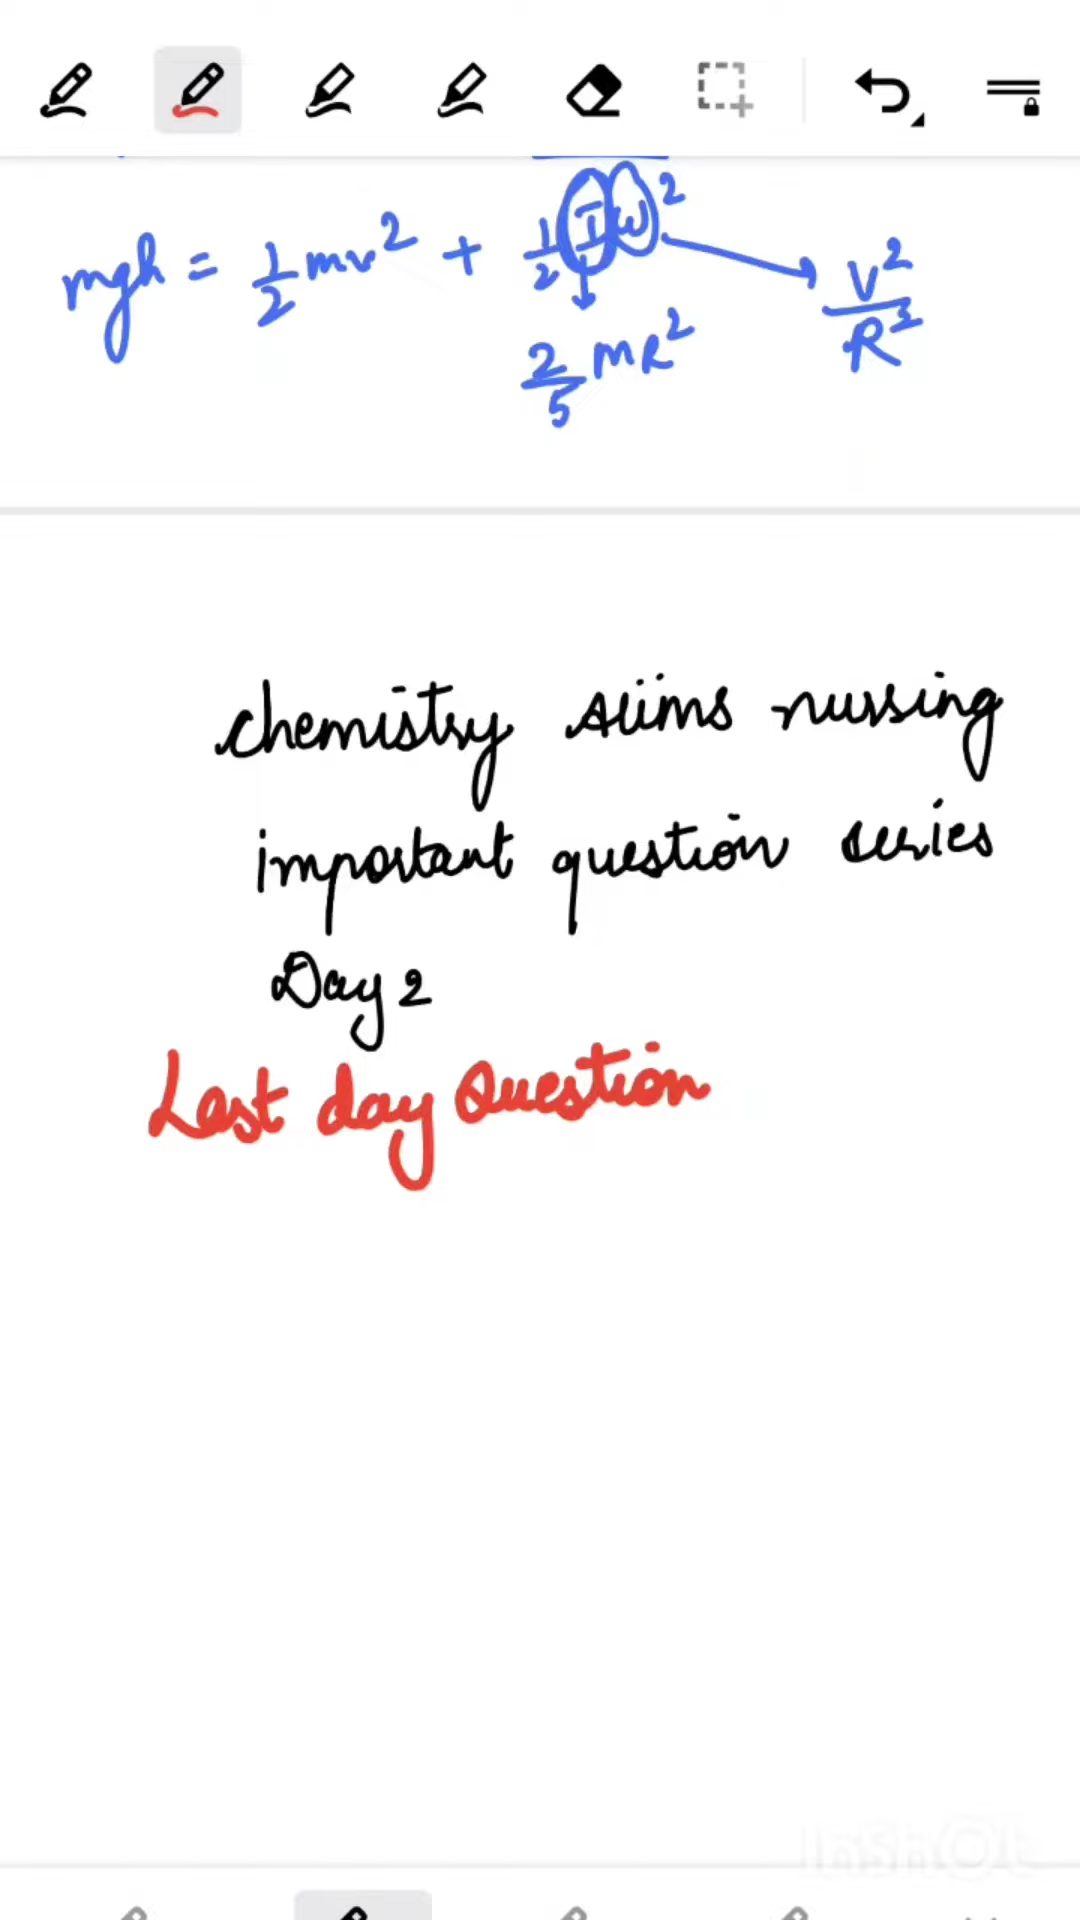 mgh = 1/2 mv² + 1/2 Iω²
v²/R²
2/5 mR²
Chemistry AIIMS nursing
important question series
Day 2
Last day Question
InShOt